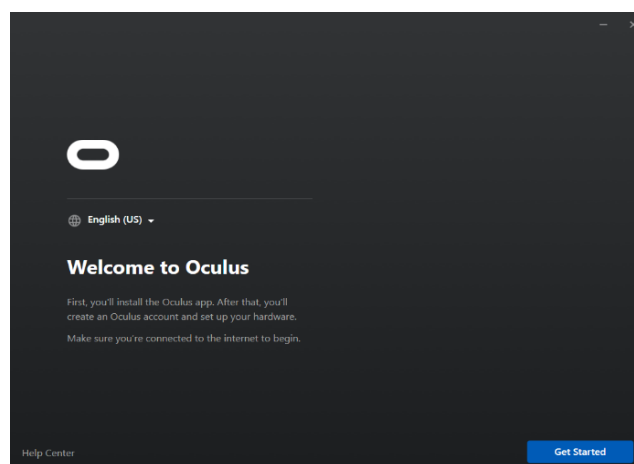 English (US)
Welcome to Oculus
First, you'll install the Oculus app. After that, you'll
create an Oculus account and set up your hardware.
Make sure you're connected to the internet to begin.
Help Center
Get Started